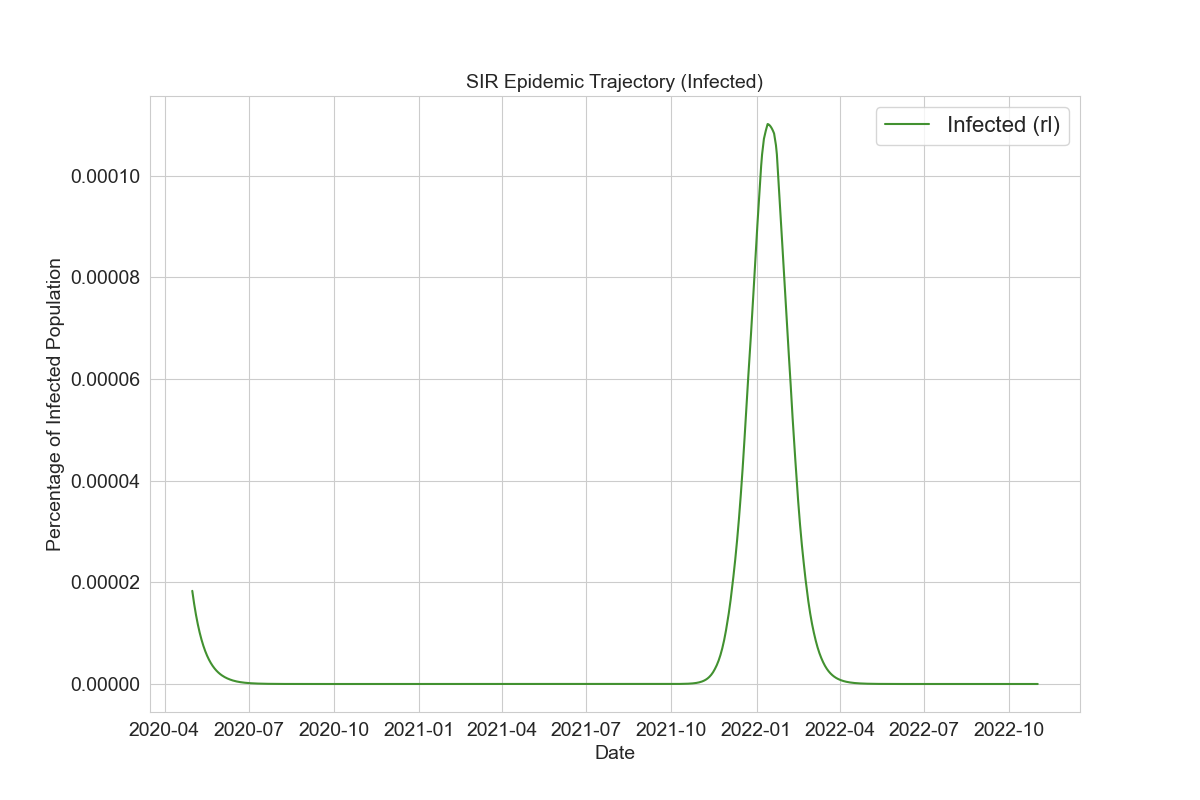 SIR Epidemic Trajectory (Infected)
Infected (rl)
Percentage of Infected Population
0.00010
0.00008
0.00006
0.00004
0.00002
0.00000
2020-04 2020-07 2020-10 2021-01 2021-04 2021-07 2021-10 2022-01 2022-04 2022-07 2022-10
Date